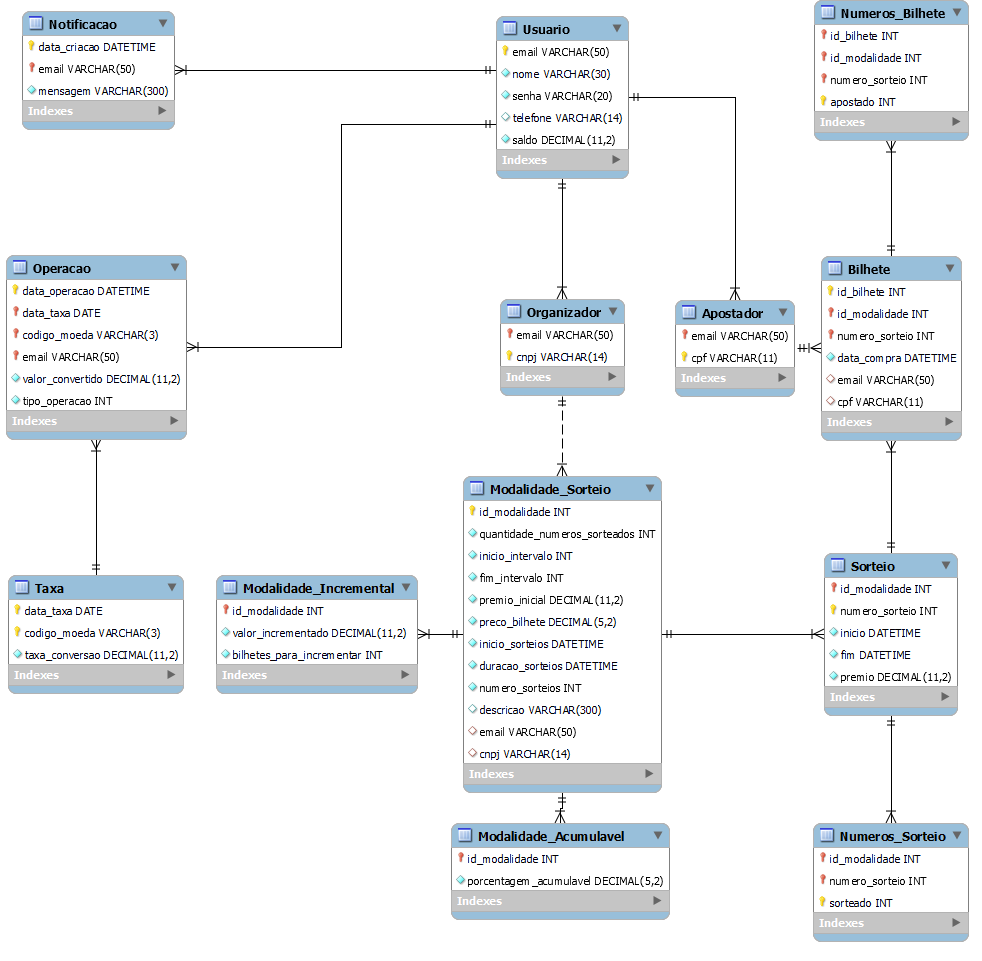 Notificacao
data_criacao DATETIME
email VARCHAR(50)
mensagem VARCHAR(300)
Indexes
Usuario
email VARCHAR(50)
nome VARCHAR(30)
senha VARCHAR(20)
telefone VARCHAR(14)
saldo DECIMAL(11,2)
Indexes
Numeros_Bilhete
id_bilhete INT
id_modalidade INT
numero_sorteio INT
apostado INT
Indexes
Operacao
data_operacao DATETIME
data_taxa DATE
codigo_moeda VARCHAR(3)
email VARCHAR(50)
valor_convertido DECIMAL(11,2)
tipo_operacao INT
Indexes
Organizador
email VARCHAR(50)
cnpj VARCHAR(14)
Indexes
Apostador
email VARCHAR(50)
cpf VARCHAR(11)
Indexes
Bilhete
id_bilhete INT
id_modalidade INT
numero_sorteio INT
data_compra DATETIME
email VARCHAR(50)
cpf VARCHAR(11)
Indexes
Taxa
data_taxa DATE
codigo_moeda VARCHAR(3)
taxa_conversao DECIMAL(11,2)
Indexes
Modalidade_Incremental
id_modalidade INT
valor_incrementado DECIMAL(11,2)
bilhetes_para_incrementar INT
Indexes
Modalidade_Sorteio
id_modalidade INT
quantidade_numeros_sorteados INT
inicio_intervalo INT
fim_intervalo INT
premio_inicial DECIMAL(11,2)
preco_bilhete DECIMAL(5,2)
inicio_sorteios DATETIME
duracao_sorteios DATETIME
numero_sorteios INT
descricao VARCHAR(300)
email VARCHAR(50)
cnpj VARCHAR(14)
Indexes
Sorteio
id_modalidade INT
numero_sorteio INT
inicio DATETIME
fim DATETIME
premio DECIMAL(11,2)
Indexes
Modalidade_Acumulavel
id_modalidade INT
porcentagem_acumulavel DECIMAL(5,2)
Indexes
Numeros_Sorteio
id_modalidade INT
numero_sorteio INT
sorteado INT
Indexes